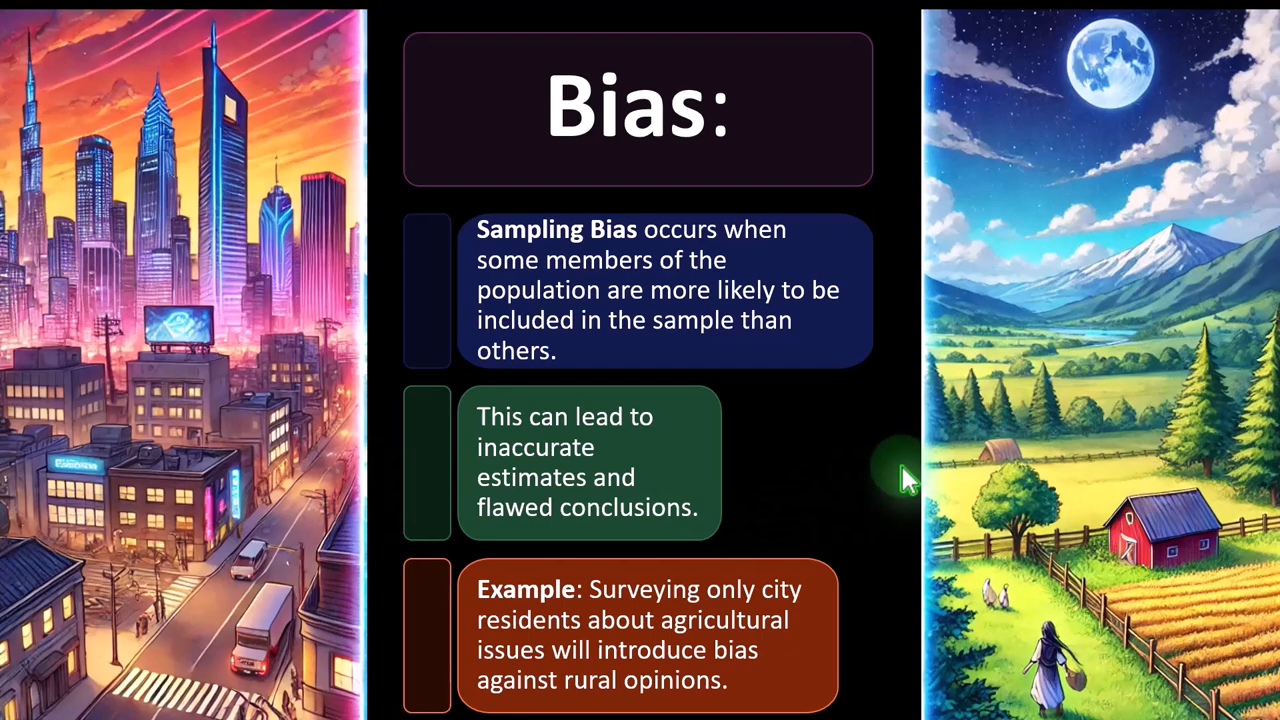 Bias:
Sampling Bias occurs when
some members of the
population are more likely to be
included in the sample than
others.
This can lead to
inaccurate
estimates and
flawed conclusions.
Example: Surveying only city
residents about agricultural
issues will introduce bias
against rural opinions.